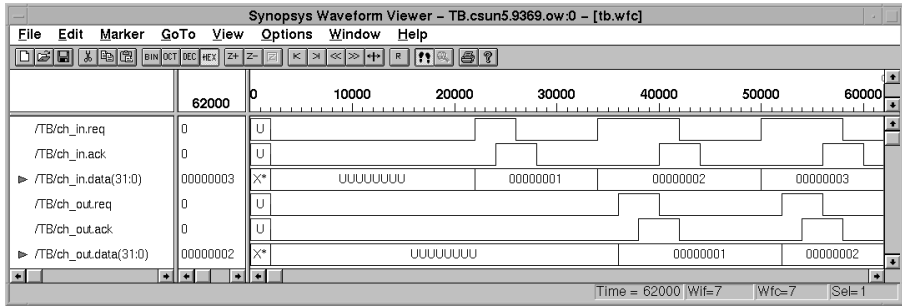 Synopsys Waveform Viewer – TB.csun5.9369.ow:0 – [tb.wfc]
File Edit Marker GoTo View Options Window Help
BIN OCT DEC HEX Z+ Z– R
62000 0 10000 20000 30000 40000 50000 60000
/TB/ch_in.req 0 U
/TB/ch_in.ack 0 U
/TB/ch_in.data(31:0) 00000003 X* UUUUUUUU 00000001 00000002 00000003
/TB/ch_out.req 0 U
/TB/ch_out.ack 0 U
/TB/ch_out.data(31:0) 00000002 X* UUUUUUUU 00000001 00000002
Time = 62000 Wif=7 Wfc=7 Sel=1